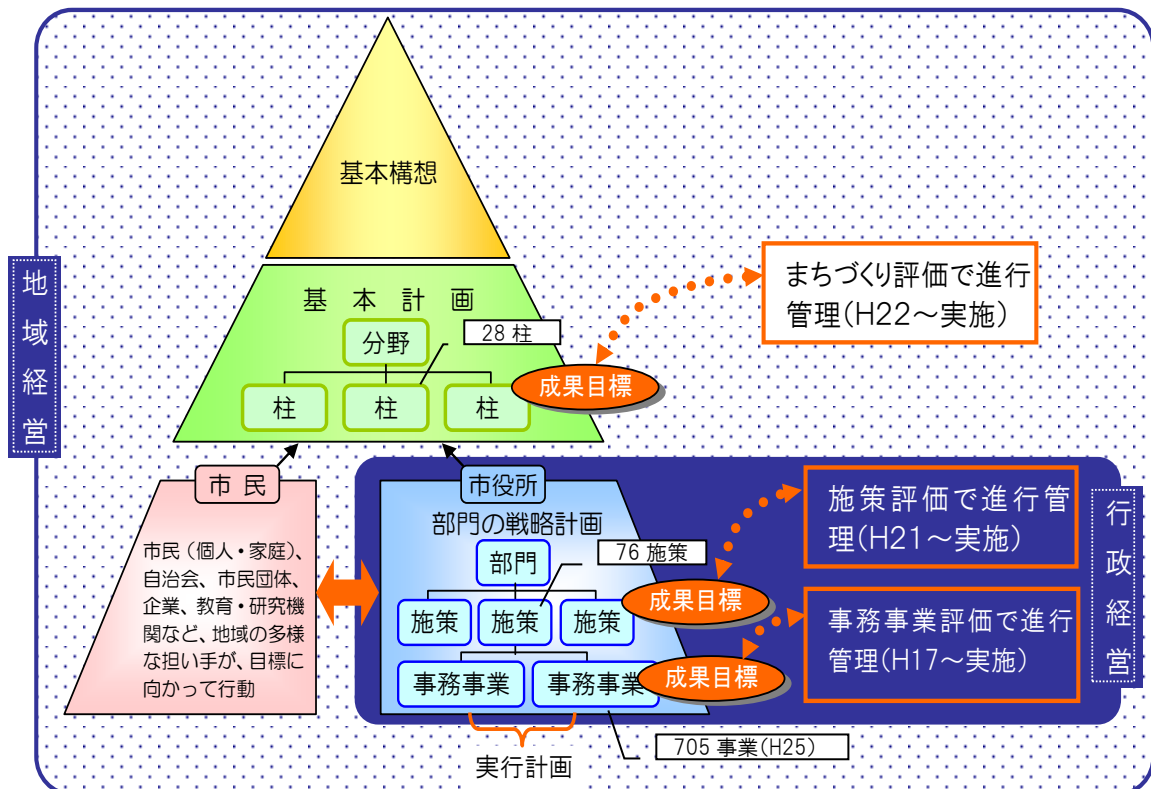 地域経営
基本構想
基本計画
分野
28 柱
柱
柱
柱
成果目標
まちづくり評価で進行
管理(H22～実施)
市 民
市民（個人・家庭）、
自治会、市民団体、
企業、教育・研究機
関など、地域の多様
な担い手が、目標に
向かって行動
市役所
部門の戦略計画
部門
76 施策
施策
施策
施策
成果目標
事務事業
事務事業
成果目標
実行計画
705 事業(H25)
施策評価で進行管
理(H21～実施)
事務事業評価で進行
管理(H17～実施)
行政経営